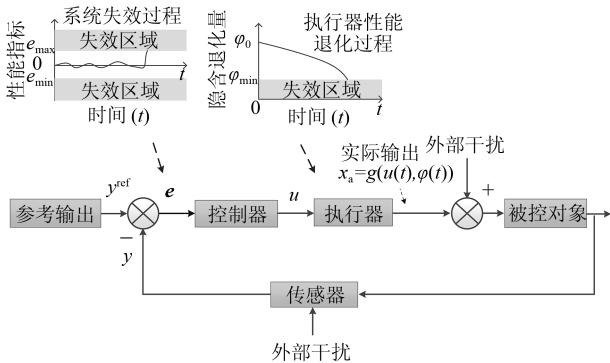 系统失效过程
性能指标
e_max
失效区域
0
t
e_min
失效区域
时间 (t)
执行器性能
退化过程
隐含退化量
φ₀
φ_min
失效区域
0
t
时间 (t)
实际输出
x_a=g(u(t),φ(t))
外部干扰
参考输出
y^ref
−
y
e
控制器
u
执行器
+
被控对象
传感器
外部干扰